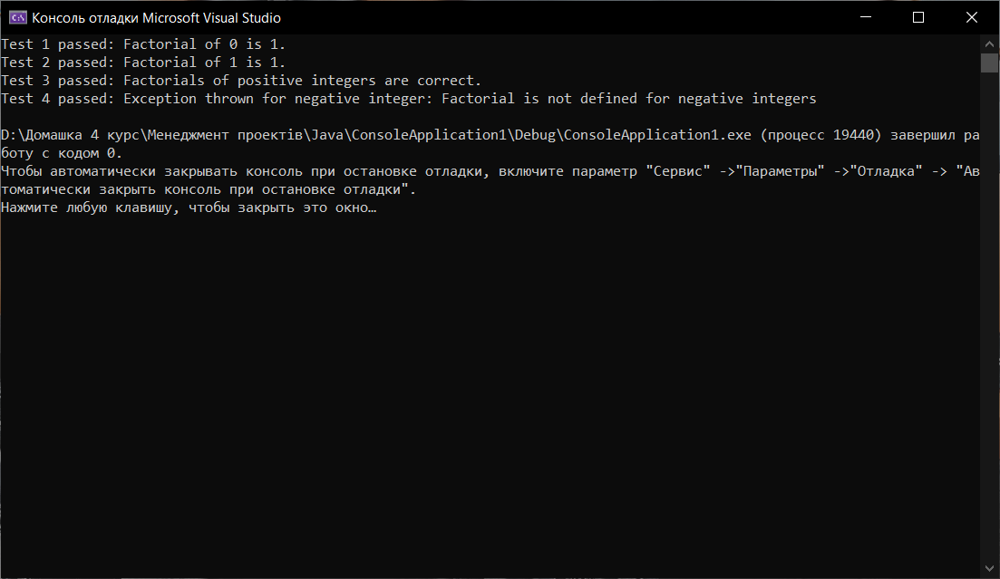 Консоль отладки Microsoft Visual Studio
Test 1 passed: Factorial of 0 is 1.
Test 2 passed: Factorial of 1 is 1.
Test 3 passed: Factorials of positive integers are correct.
Test 4 passed: Exception thrown for negative integer: Factorial is not defined for negative integers
D:\Домашка 4 курс\Менеджмент проектів\Java\ConsoleApplication1\Debug\ConsoleApplication1.exe (процесс 19440) завершил ра
боту с кодом 0.
Чтобы автоматически закрывать консоль при остановке отладки, включите параметр "Сервис" ->"Параметры" ->"Отладка" -> "Ав
томатически закрыть консоль при остановке отладки".
Нажмите любую клавишу, чтобы закрыть это окно…